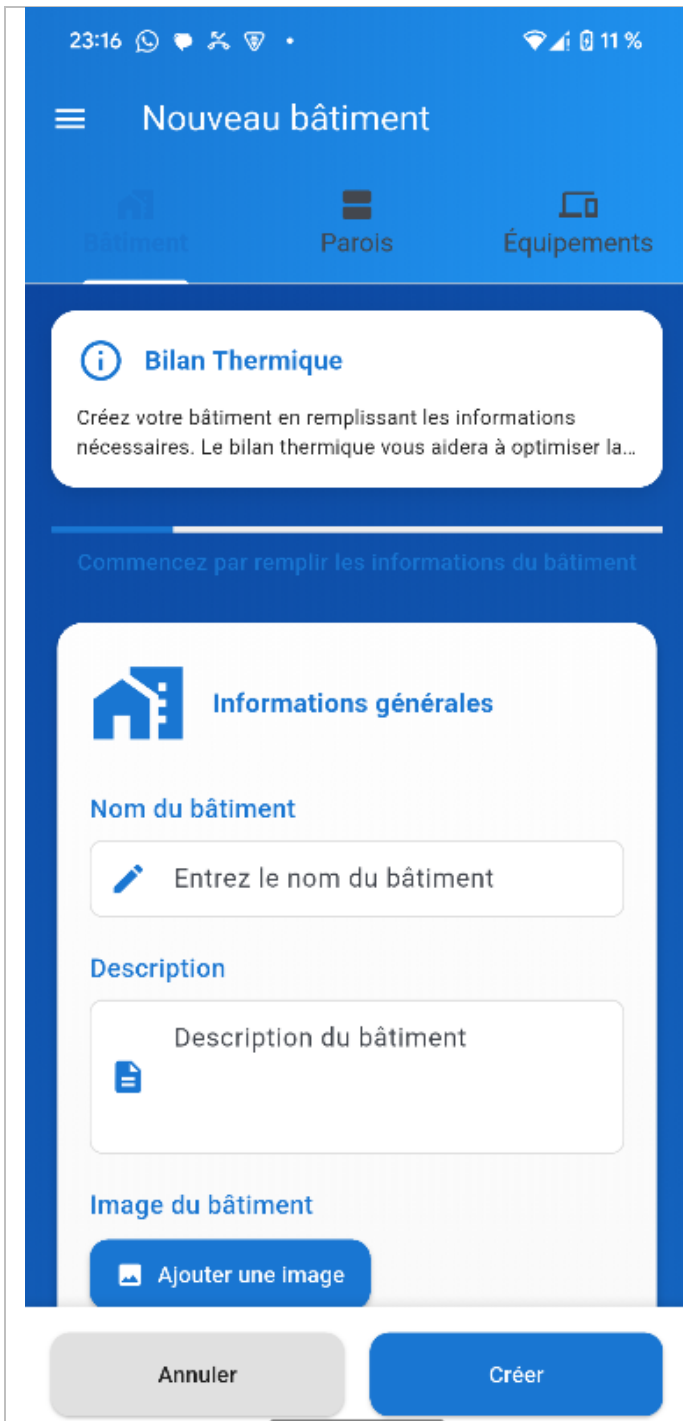 23:16 11 %
Nouveau bâtiment
Bâtiment Parois Équipements
Bilan Thermique
Créez votre bâtiment en remplissant les informations
nécessaires. Le bilan thermique vous aidera à optimiser la…
Commencez par remplir les informations du bâtiment
Informations générales
Nom du bâtiment
Entrez le nom du bâtiment
Description
Description du bâtiment
Image du bâtiment
Ajouter une image
Annuler Créer